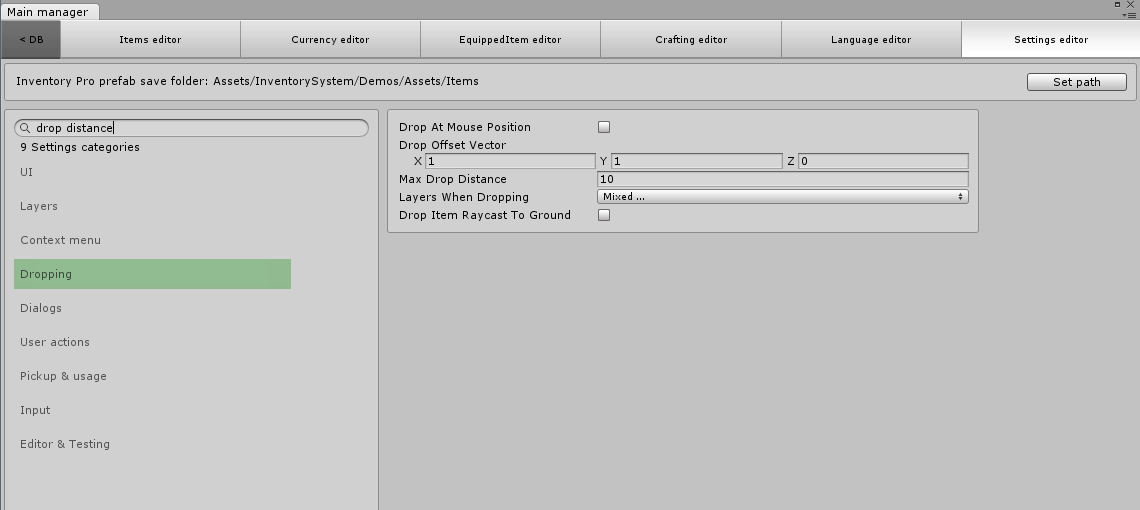 Main manager
< DB Items editor Currency editor EquippedItem editor Crafting editor Language editor Settings editor
Inventory Pro prefab save folder: Assets/InventorySystem/Demos/Assets/Items Set path
drop distance
9 Settings categories
UI
Layers
Context menu
Dropping
Dialogs
User actions
Pickup & usage
Input
Editor & Testing
Drop At Mouse Position
Drop Offset Vector
X 1 Y 1 Z 0
Max Drop Distance 10
Layers When Dropping Mixed ...
Drop Item Raycast To Ground